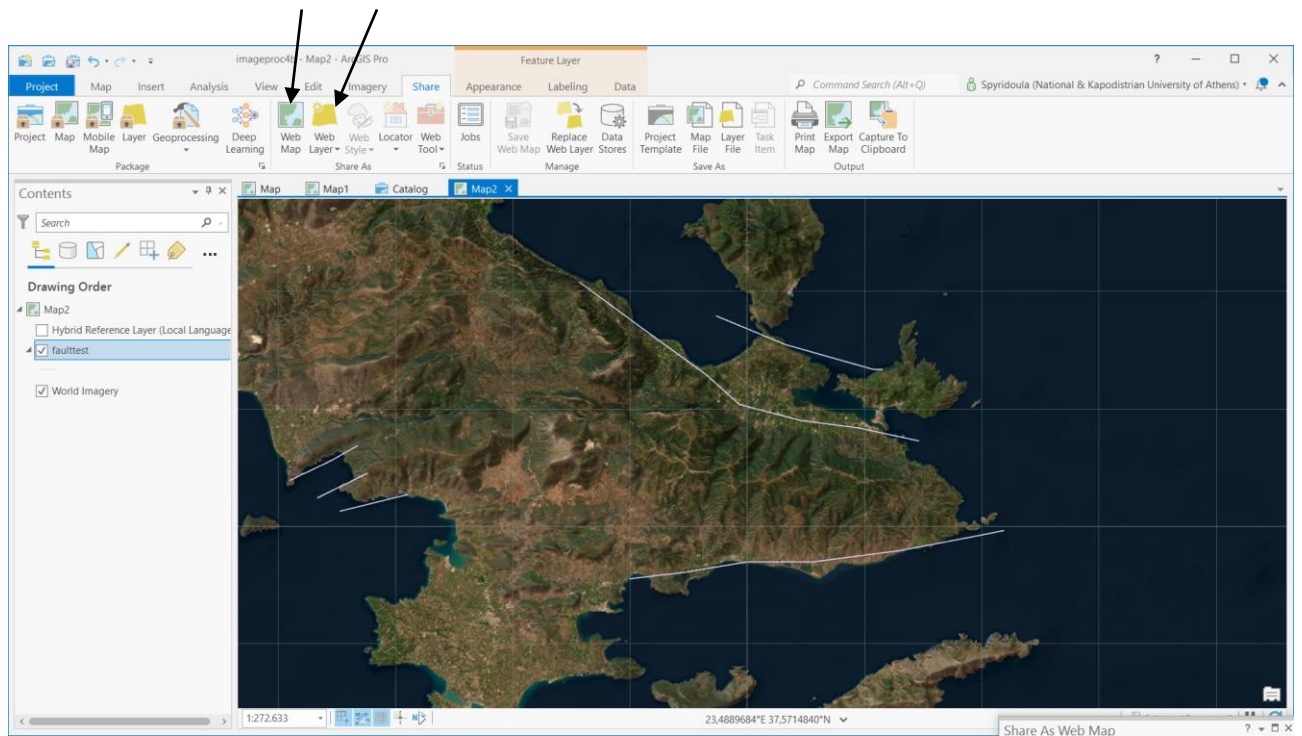 imageproc4b - Map2 - ArcGIS Pro
Feature Layer
? — □ ×
Project Map Insert Analysis View Edit Imagery Share Appearance Labeling Data
Command Search (Alt+Q)
Spyridoula (National & Kapodistrian University of Athens)
Project Map Mobile Map Layer Geoprocessing Deep Learning
Web Map Web Layer Web Style Locator Web Tool
Jobs Save Web Map Replace Web Layer Data Stores
Project Template Map File Layer File Task Item
Print Map Export Map Capture To Clipboard
Package Share As Status Manage Save As Output
Contents
Map Map1 Catalog Map2
Search
Drawing Order
Map2
Hybrid Reference Layer (Local Language
faulttest
World Imagery
1:272.633
23,4889684°E 37,5714840°N
Share As Web Map